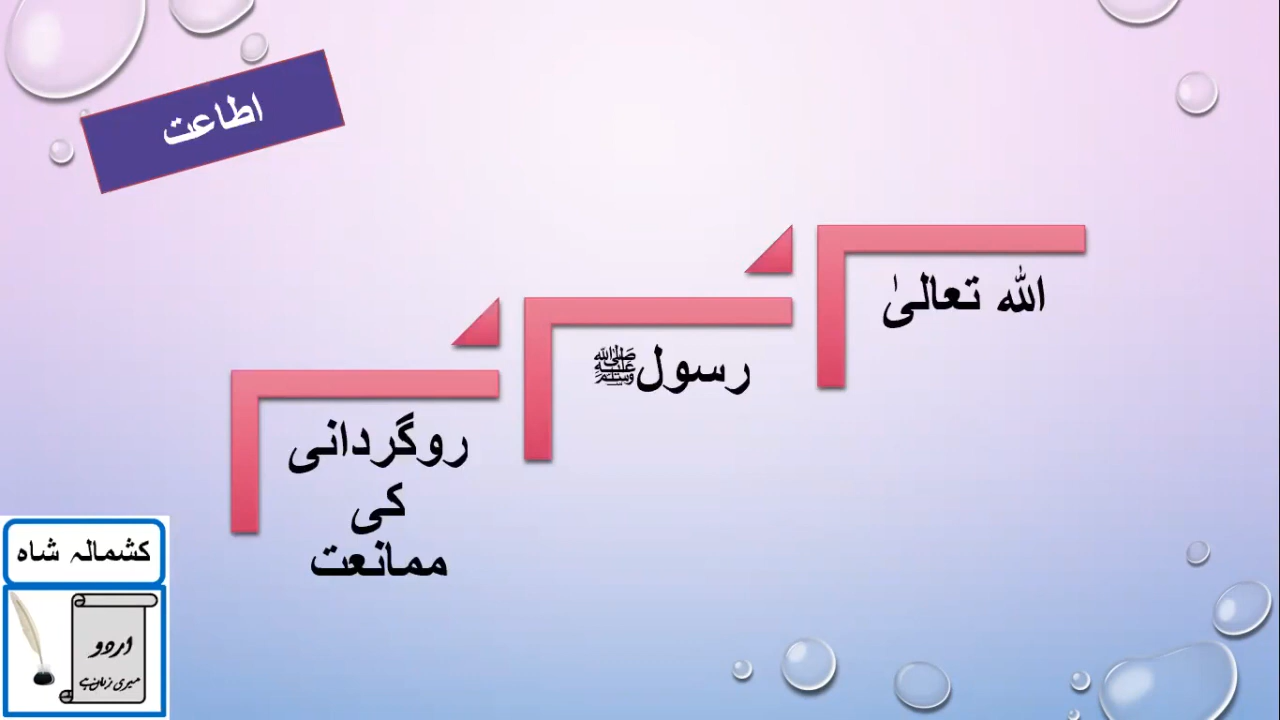 اطاعت
اللہ تعالیٰ
رسولﷺ
روگردانی
کی
ممانعت
کشمالہ شاہ
اردو
میری زبان ہے